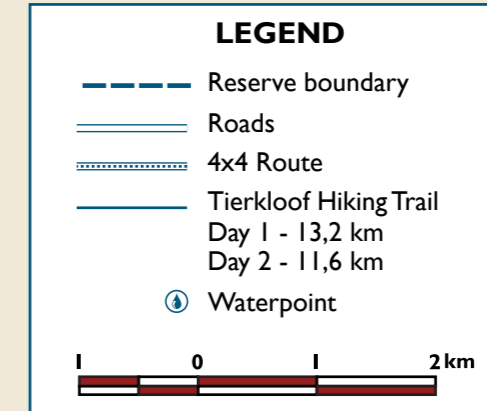 LEGEND
Reserve boundary
Roads
4x4 Route
Tierkloof Hiking Trail
Day 1 - 13,2 km
Day 2 - 11,6 km
Waterpoint
1 0 1 2 km